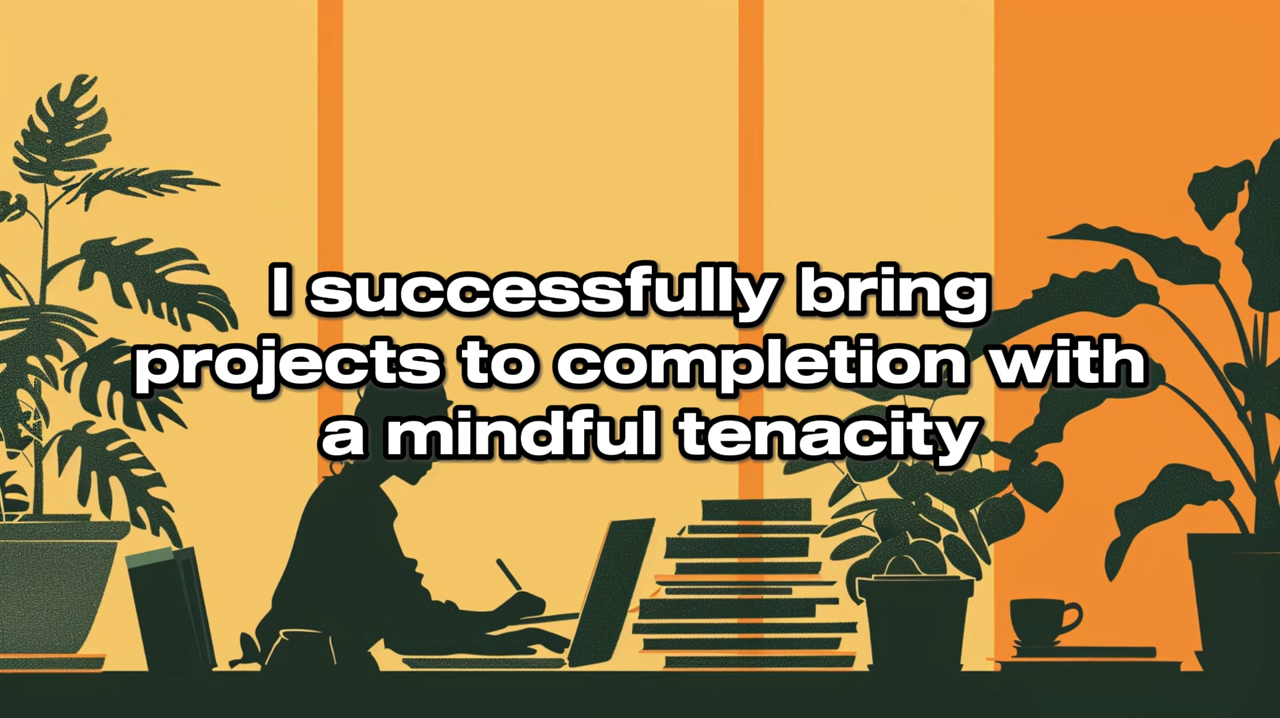 I successfully bring
projects to completion with
a mindful tenacity